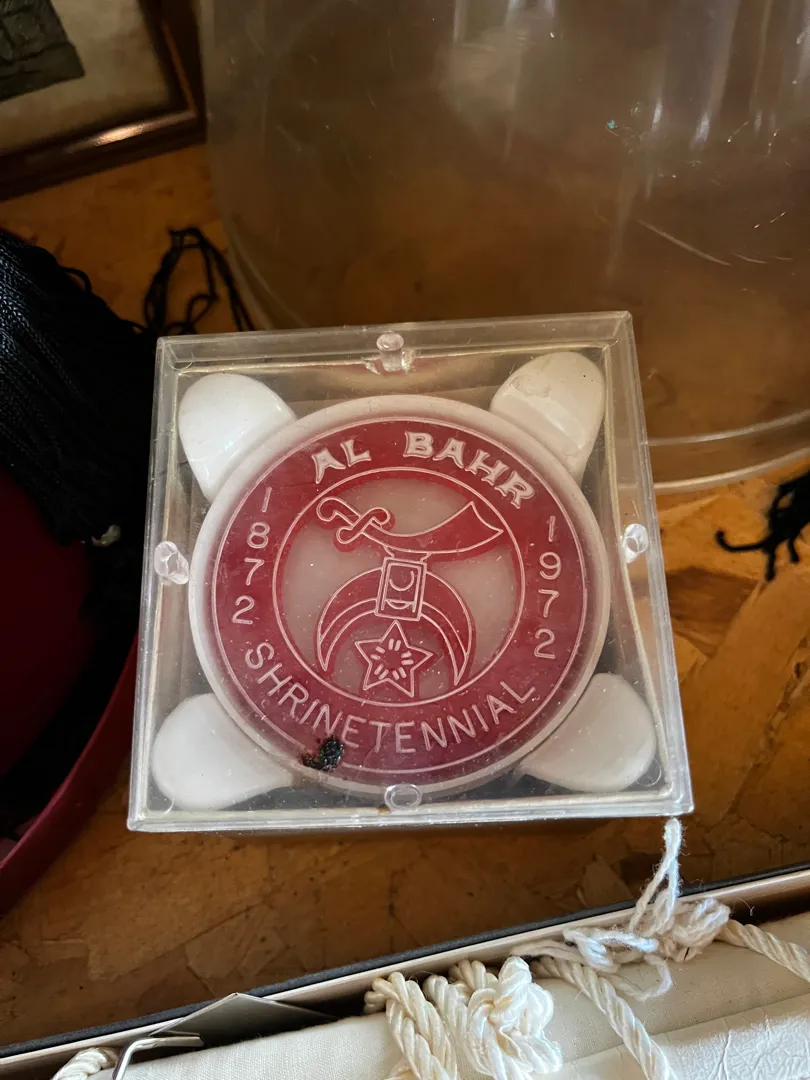 AL BAHR
1872
1972
SHRINETENNIAL